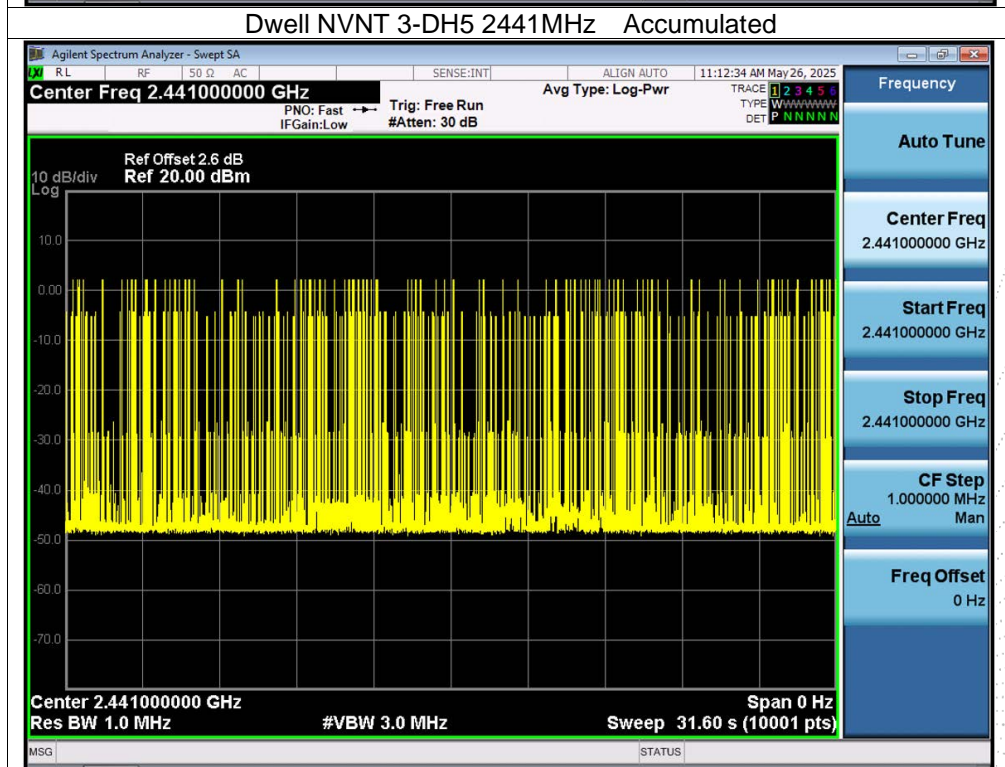 Dwell NVNT 3-DH5 2441MHz Accumulated
Agilent Spectrum Analyzer - Swept SA
LXI RL RF 50 Ω AC SENSE:INT ALIGN AUTO 11:12:34 AM May 26, 2025
Center Freq 2.441000000 GHz Avg Type: Log-Pwr TRACE 1 2 3 4 5 6
PNO: Fast Trig: Free Run TYPE WWWWWW
IFGain:Low #Atten: 30 dB DET P N N N N N
Ref Offset 2.6 dB
10 dB/div Ref 20.00 dBm
Log
10.0
0.00
-10.0
-20.0
-30.0
-40.0
-50.0
-60.0
-70.0
Center 2.441000000 GHz Span 0 Hz
Res BW 1.0 MHz #VBW 3.0 MHz Sweep 31.60 s (10001 pts)
MSG STATUS
Frequency
Auto Tune
Center Freq
2.441000000 GHz
Start Freq
2.441000000 GHz
Stop Freq
2.441000000 GHz
CF Step
1.000000 MHz
Auto Man
Freq Offset
0 Hz